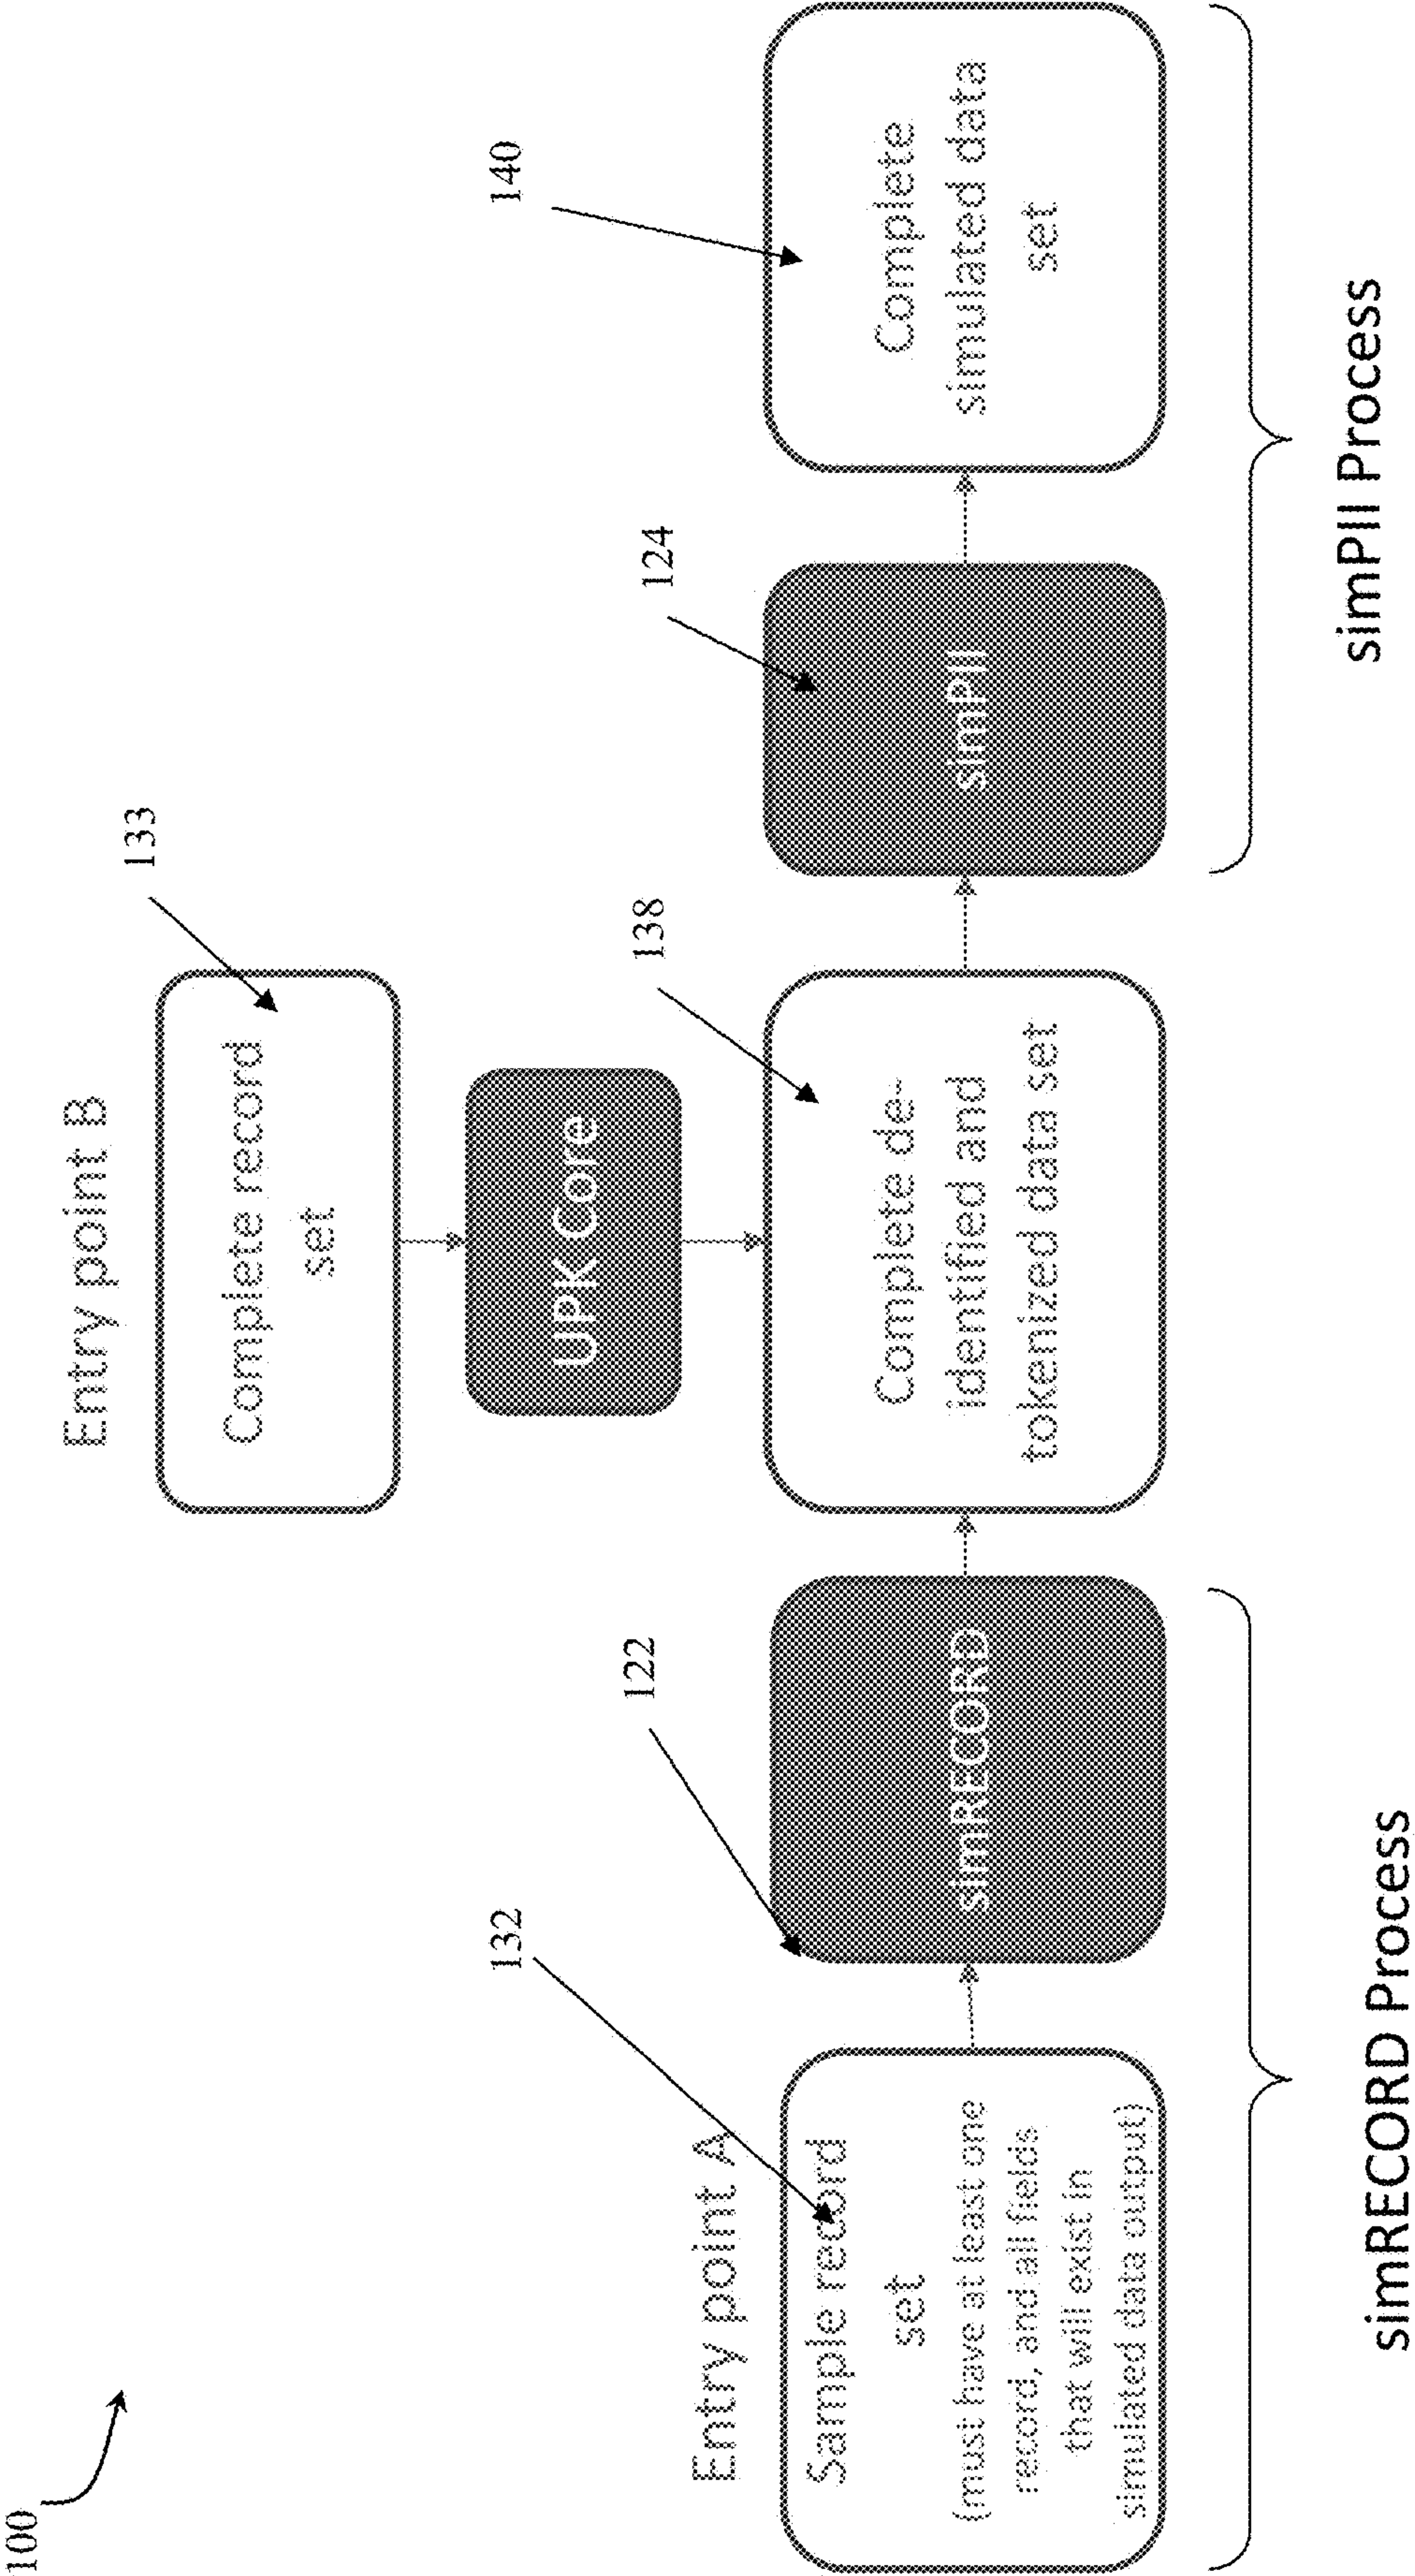 100
Entry point A
132
Sample record
set
(must have at least one
record, and all fields
that will exist in
simulated data output)
122
simRECORD
simRECORD Process
Entry point B
133
Complete record
set
UPK Core
138
Complete de-
identified and
tokenized data set
124
simPII
140
Complete
simulated data
set
simPII Process